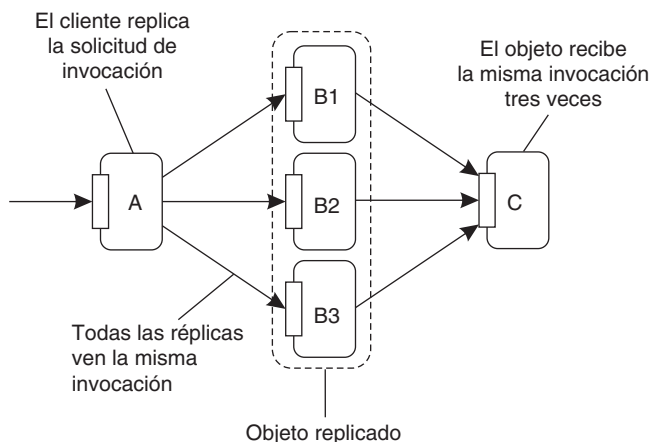 El cliente replica
la solicitud de
invocación
El objeto recibe
la misma invocación
tres veces
B1
A
B2
C
B3
Todas las réplicas
ven la misma
invocación
Objeto replicado